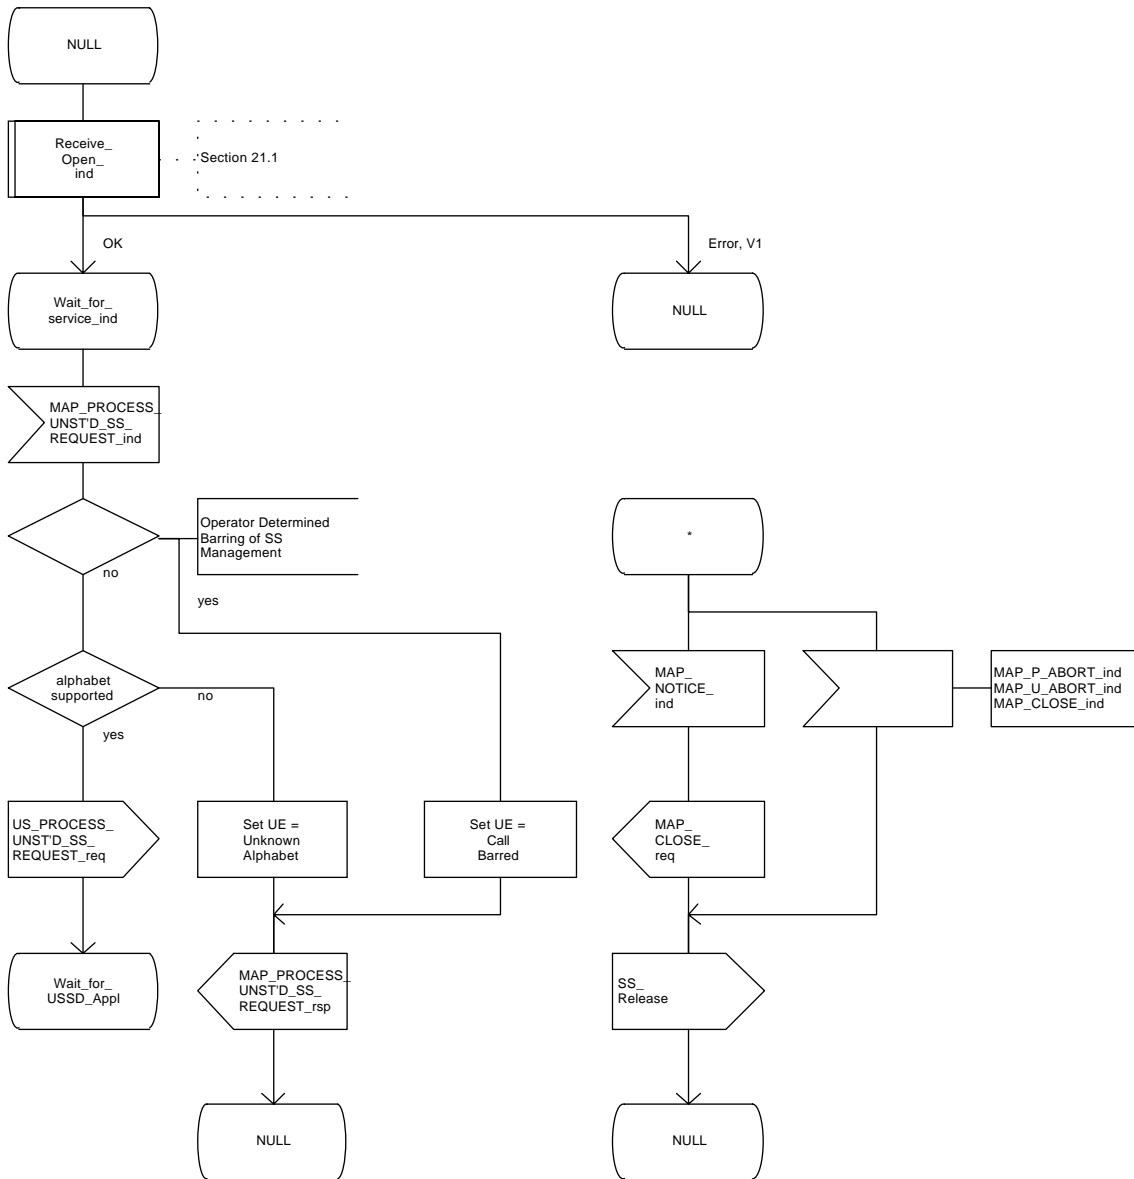 NULL
Receive_
Open_
ind
Section 21.1
OK
Error, V1
Wait_for_
service_ind
NULL
MAP_PROCESS_
UNST'D_SS_
REQUEST_ind
Operator Determined
Barring of SS
Management
no
yes
*
alphabet
supported
no
yes
MAP_
NOTICE_
ind
MAP_P_ABORT_ind
MAP_U_ABORT_ind
MAP_CLOSE_ind
US_PROCESS_
UNST'D_SS_
REQUEST_req
Set UE =
Unknown
Alphabet
Set UE =
Call
Barred
MAP_
CLOSE_
req
Wait_for_
USSD_Appl
MAP_PROCESS_
UNST'D_SS_
REQUEST_rsp
SS_
Release
NULL
NULL